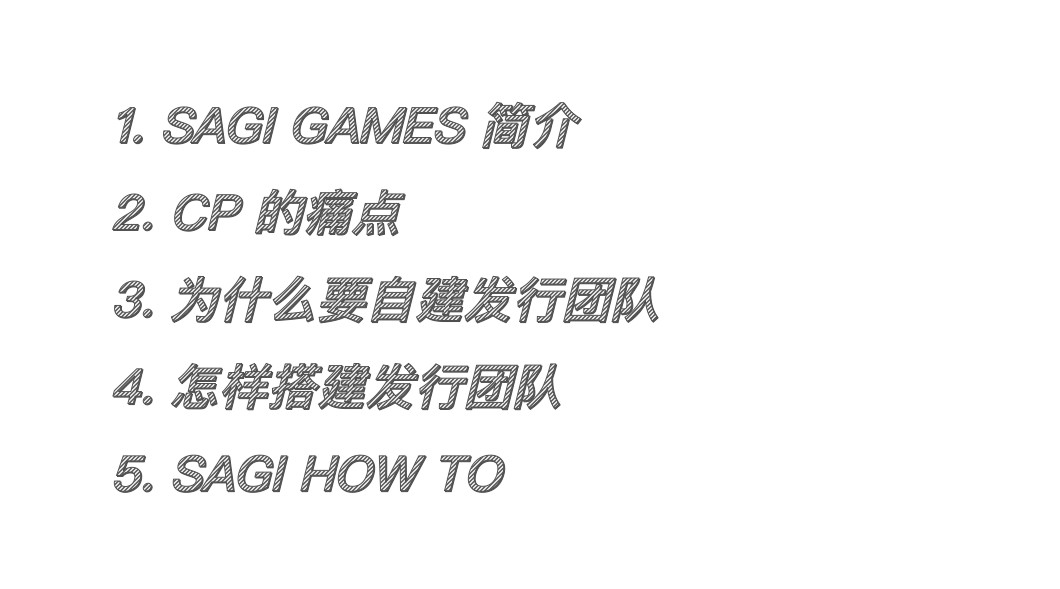 1. SAGI GAMES 简介
2. CP 的痛点
3. 为什么要自建发行团队
4. 怎样搭建发行团队
5. SAGI HOW TO